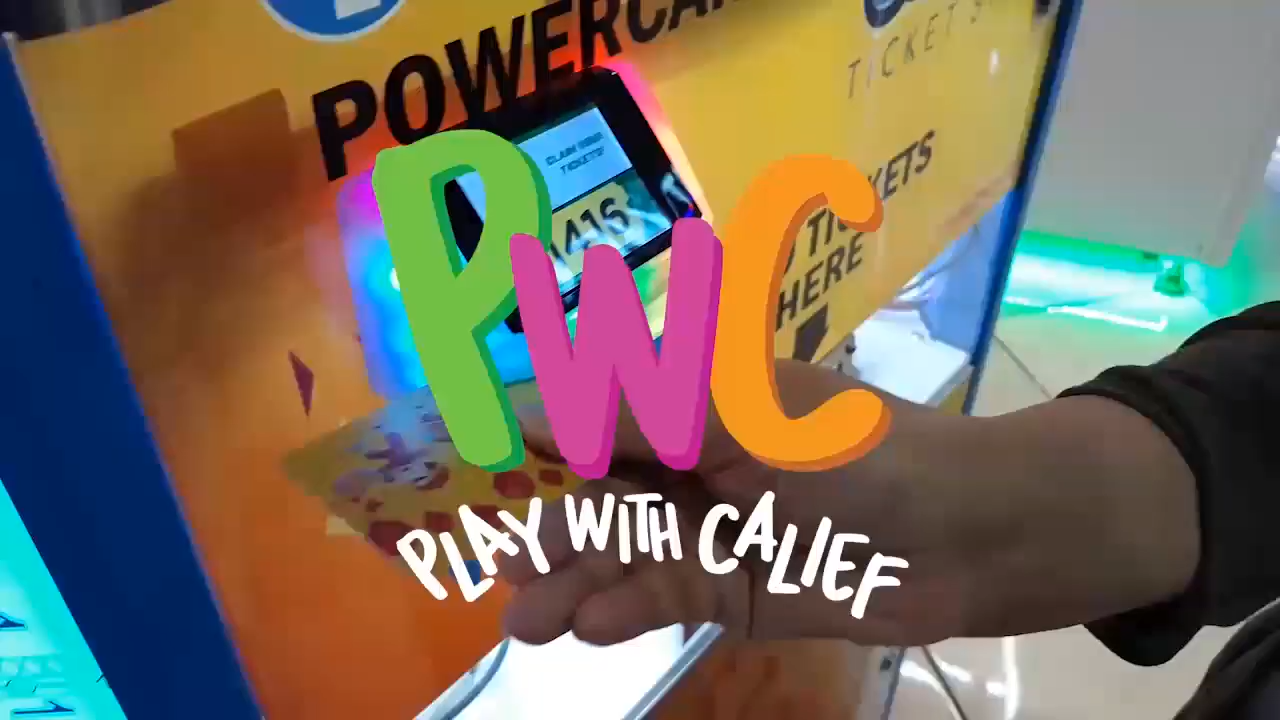 POWERCA
TICKETS
CLAIM YOUR
TICKETS!
1416
TICKETS
HERE
PWC
PLAY WITH CALIEF